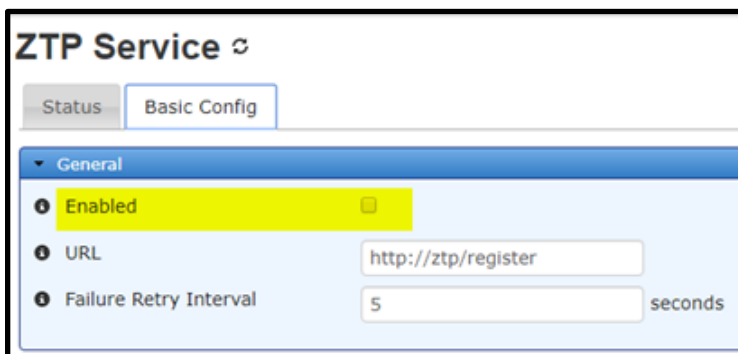 ZTP Service
Status Basic Config
General
Enabled
URL http://ztp/register
Failure Retry Interval 5 seconds